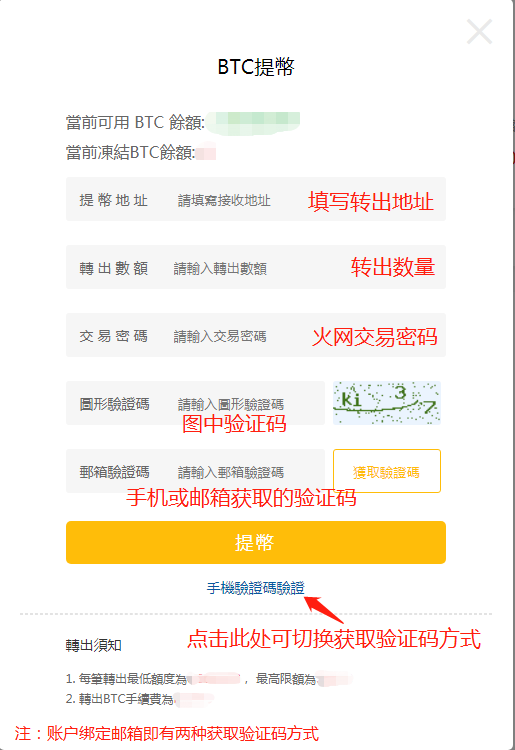 BTC提幣
當前可用 BTC 餘額:
當前凍結BTC餘額:
提幣地址 請填寫接收地址 填写转出地址
轉出數額 請輸入轉出數額 转出数量
交易密碼 請輸入交易密碼 火网交易密码
圖形驗證碼 請輸入圖形驗證碼 ki 3 7
图中验证码
郵箱驗證碼 請輸入郵箱驗證碼 獲取驗證碼
手机或邮箱获取的验证码
提幣
手機驗證碼驗證
点击此处可切换获取验证码方式
轉出須知
1. 每筆轉出最低額度為 ，最高限額為
2. 轉出BTC手續費為
注：账户绑定邮箱即有两种获取验证码方式